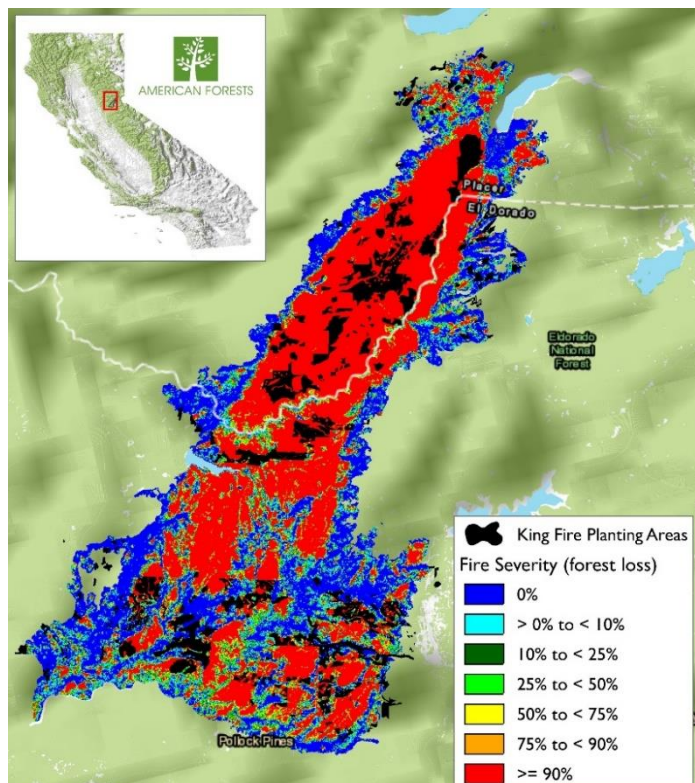 AMERICAN FORESTS
Placer
El Dorado
Eldorado
National
Forest
Pollock Pines
King Fire Planting Areas
Fire Severity (forest loss)
0%
> 0% to < 10%
10% to < 25%
25% to < 50%
50% to < 75%
75% to < 90%
>= 90%